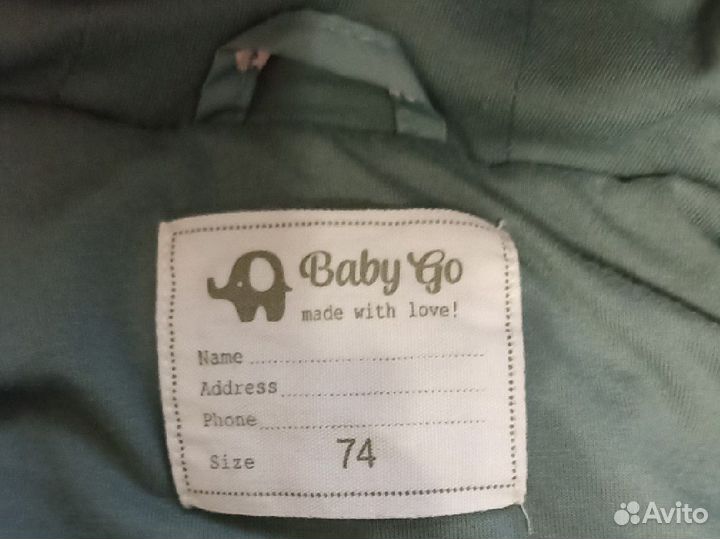 Baby Go
made with love!
Name
Address
Phone
Size 74
Avito